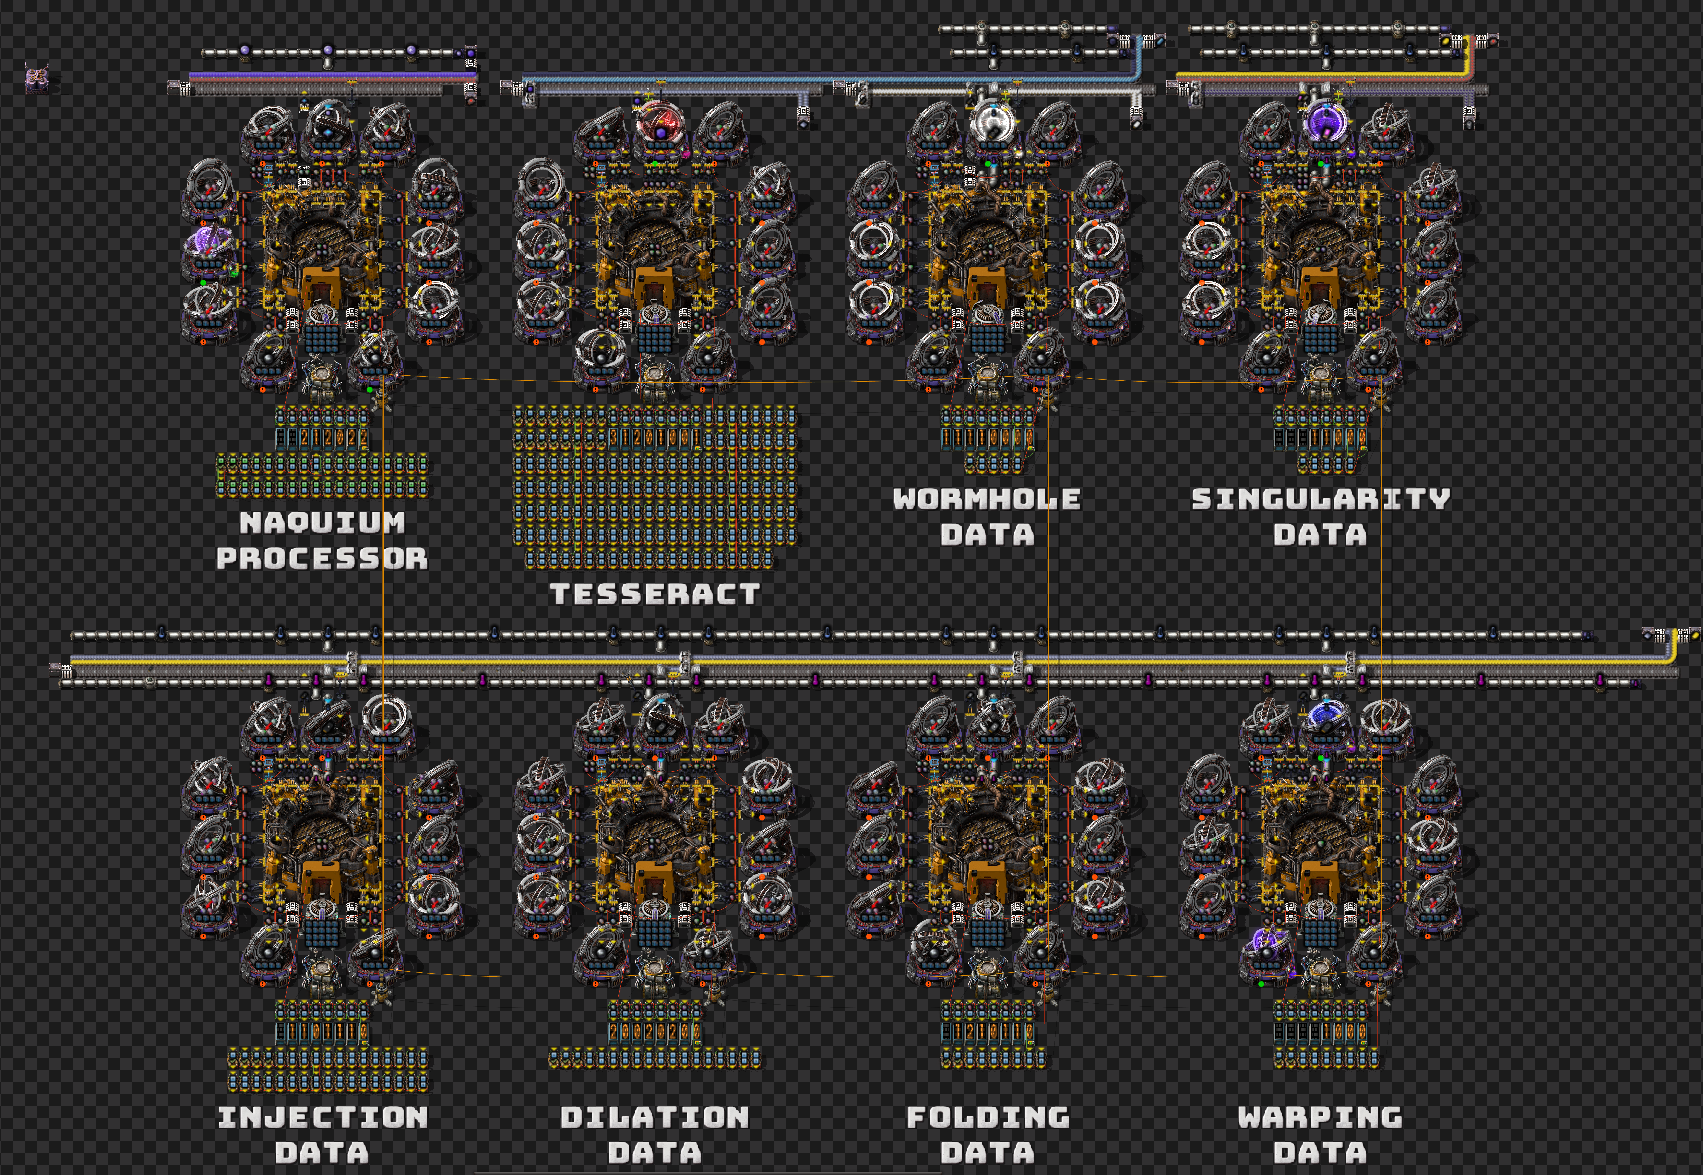 NAQUIUM
PROCESSOR
TESSERACT
WORMHOLE
DATA
SINGULARITY
DATA
INJECTION
DATA
DILATION
DATA
FOLDING
DATA
WARPING
DATA